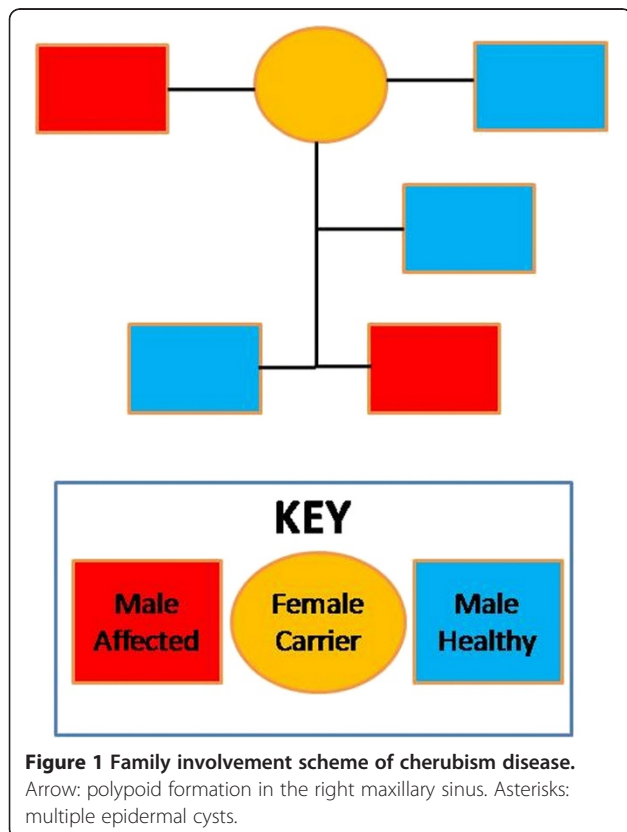 KEY
Male
Affected
Female
Carrier
Male
Healthy
Figure 1 Family involvement scheme of cherubism disease.
Arrow: polypoid formation in the right maxillary sinus. Asterisks:
multiple epidermal cysts.